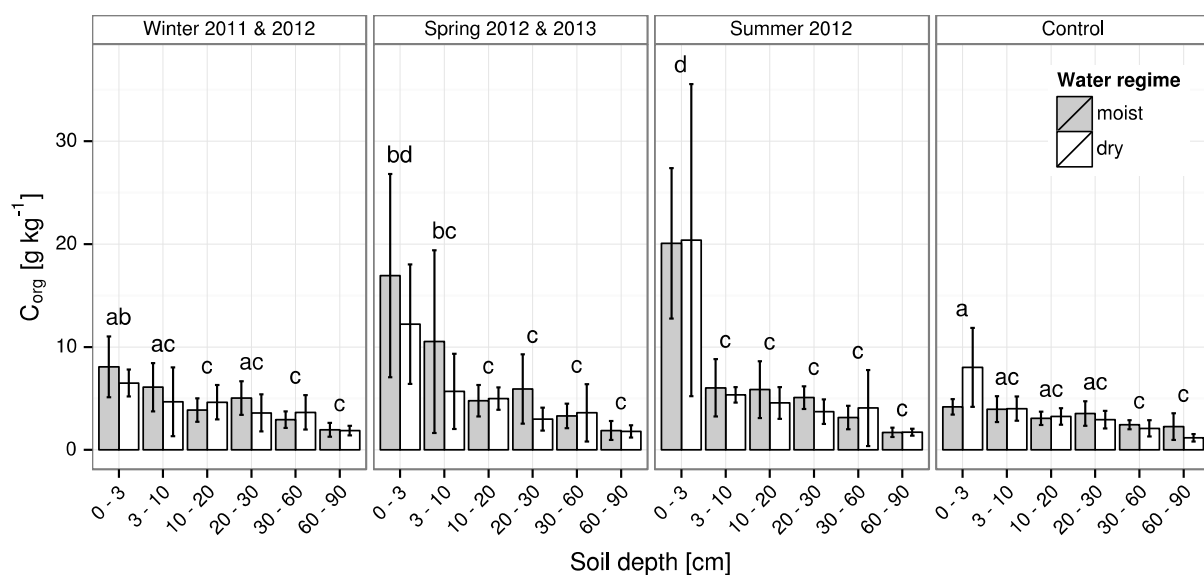 Winter 2011 & 2012
Spring 2012 & 2013
Summer 2012
Control
C_org [g kg⁻¹]
30
20
10
0
ab
ac
c
ac
c
c
bd
bc
c
c
c
c
d
c
c
c
c
c
a
ac
ac
ac
c
c
Water regime
moist
dry
0 - 3
3 - 10
10 - 20
20 - 30
30 - 60
60 - 90
0 - 3
3 - 10
10 - 20
20 - 30
30 - 60
60 - 90
0 - 3
3 - 10
10 - 20
20 - 30
30 - 60
60 - 90
0 - 3
3 - 10
10 - 20
20 - 30
30 - 60
60 - 90
Soil depth [cm]